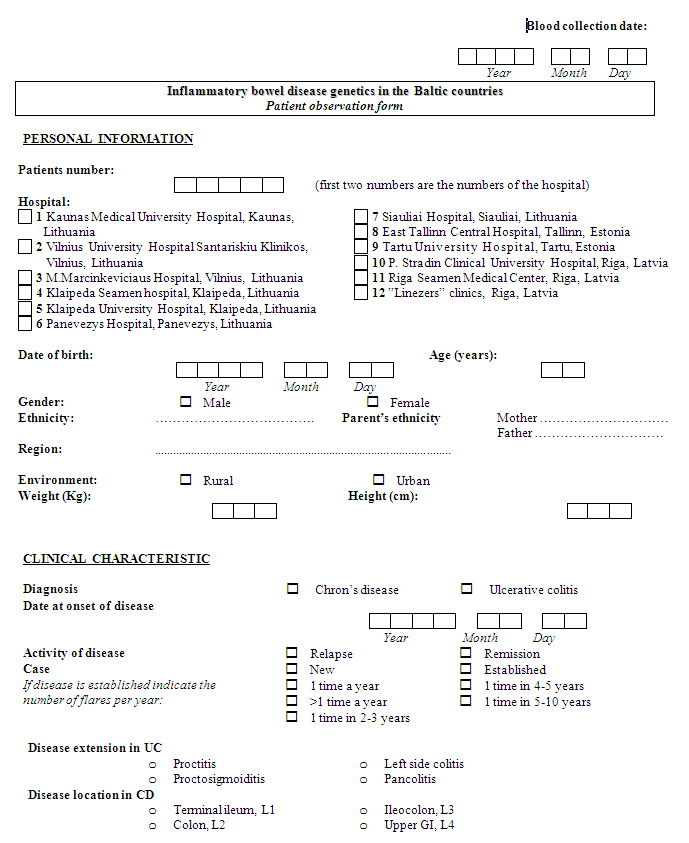 Blood collection date:
Year Month Day
Inflammatory bowel disease genetics in the Baltic countries
Patient observation form
PERSONAL INFORMATION
Patients number:
(first two numbers are the numbers of the hospital)
Hospital:
1 Kaunas Medical University Hospital, Kaunas, Lithuania
2 Vilnius University Hospital Santariskiu Klinikos, Vilnius, Lithuania
3 M.Marcinkeviciaus Hospital, Vilnius, Lithuania
4 Klaipeda Seamen hospital, Klaipeda, Lithuania
5 Klaipeda University Hospital, Klaipeda, Lithuania
6 Panevezys Hospital, Panevezys, Lithuania
7 Siauliai Hospital, Siauliai, Lithuania
8 East Tallinn Central Hospital, Tallinn, Estonia
9 Tartu University Hospital, Tartu, Estonia
10 P. Stradin Clinical University Hospital, Riga, Latvia
11 Riga Seamen Medical Center, Riga, Latvia
12 "Linezers" clinics, Riga, Latvia
Date of birth: Age (years):
Year Month Day
Gender: Male Female
Ethnicity: ………………………………… Parent's ethnicity Mother…………………………
Father…………………………
Region: ....................................................................................................
Environment: Rural Urban
Weight (Kg): Height (cm):
CLINICAL CHARACTERISTIC
Diagnosis Chron's disease Ulcerative colitis
Date at onset of disease
Year Month Day
Activity of disease Relapse Remission
Case New Established
If disease is established indicate the 1 time a year 1 time in 4-5 years
number of flares per year: >1 time a year 1 time in 5-10 years
1 time in 2-3 years
Disease extension in UC
o Proctitis o Left side colitis
o Proctosigmoiditis o Pancolitis
Disease location in CD
o Terminal ileum, L1 o Ileocolon, L3
o Colon, L2 o Upper GI, L4